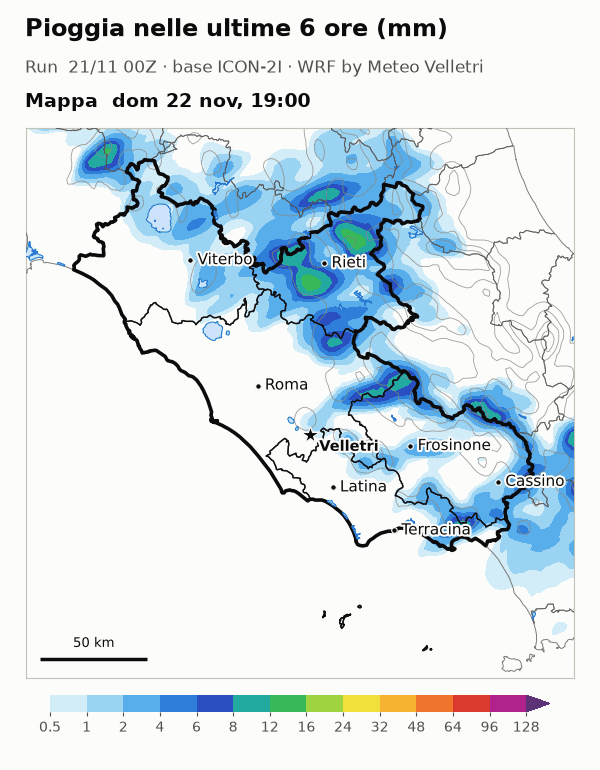 Pioggia nelle ultime 6 ore (mm)
Run 21/11 00Z · base ICON-2I · WRF by Meteo Velletri
Mappa dom 22 nov, 19:00
Viterbo
Rieti
Roma
Velletri
Frosinone
Latina
Cassino
Terracina
50 km
0.5 1 2 4 6 8 12 16 24 32 48 64 96 128